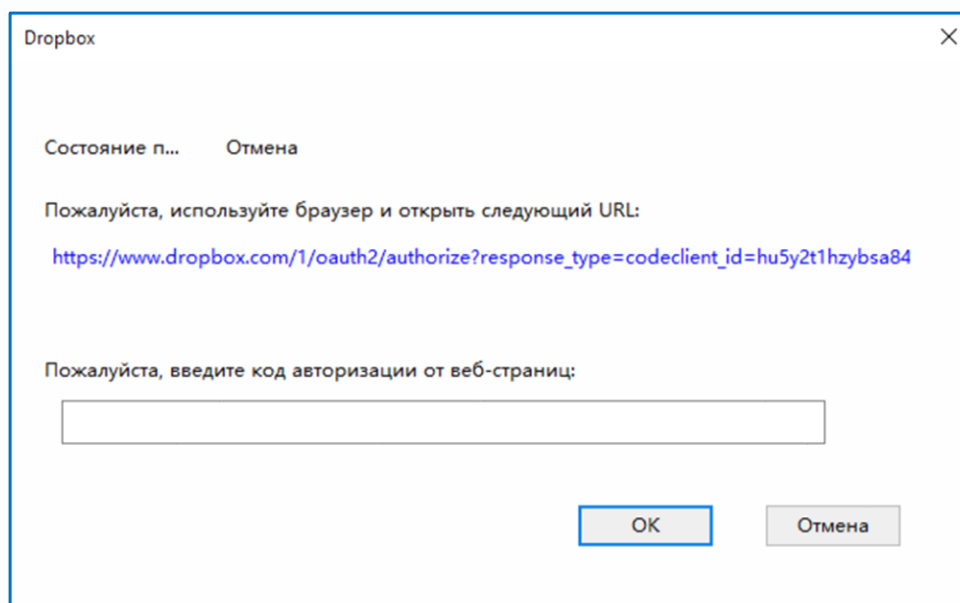 Dropbox
Состояние п... Отмена
Пожалуйста, используйте браузер и открыть следующий URL:
https://www.dropbox.com/1/oauth2/authorize?response_type=codeclient_id=hu5y2t1hzybsa84
Пожалуйста, введите код авторизации от веб-страниц:
OK Отмена